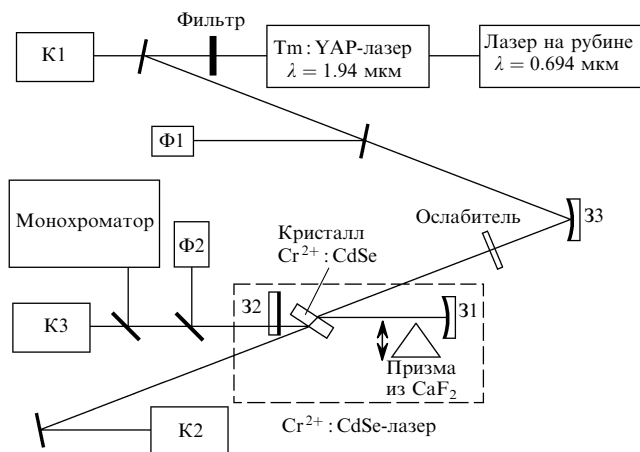 Фильтр
К1
Tm : YAP-лазер
λ = 1.94 мкм
Лазер на рубине
λ = 0.694 мкм
Ф1
Монохроматор
Ф2
Кристалл
Cr²⁺ : CdSe
Ослабитель
З3
З2
З1
К3
Призма
из CaF₂
К2
Cr²⁺ : CdSe-лазер